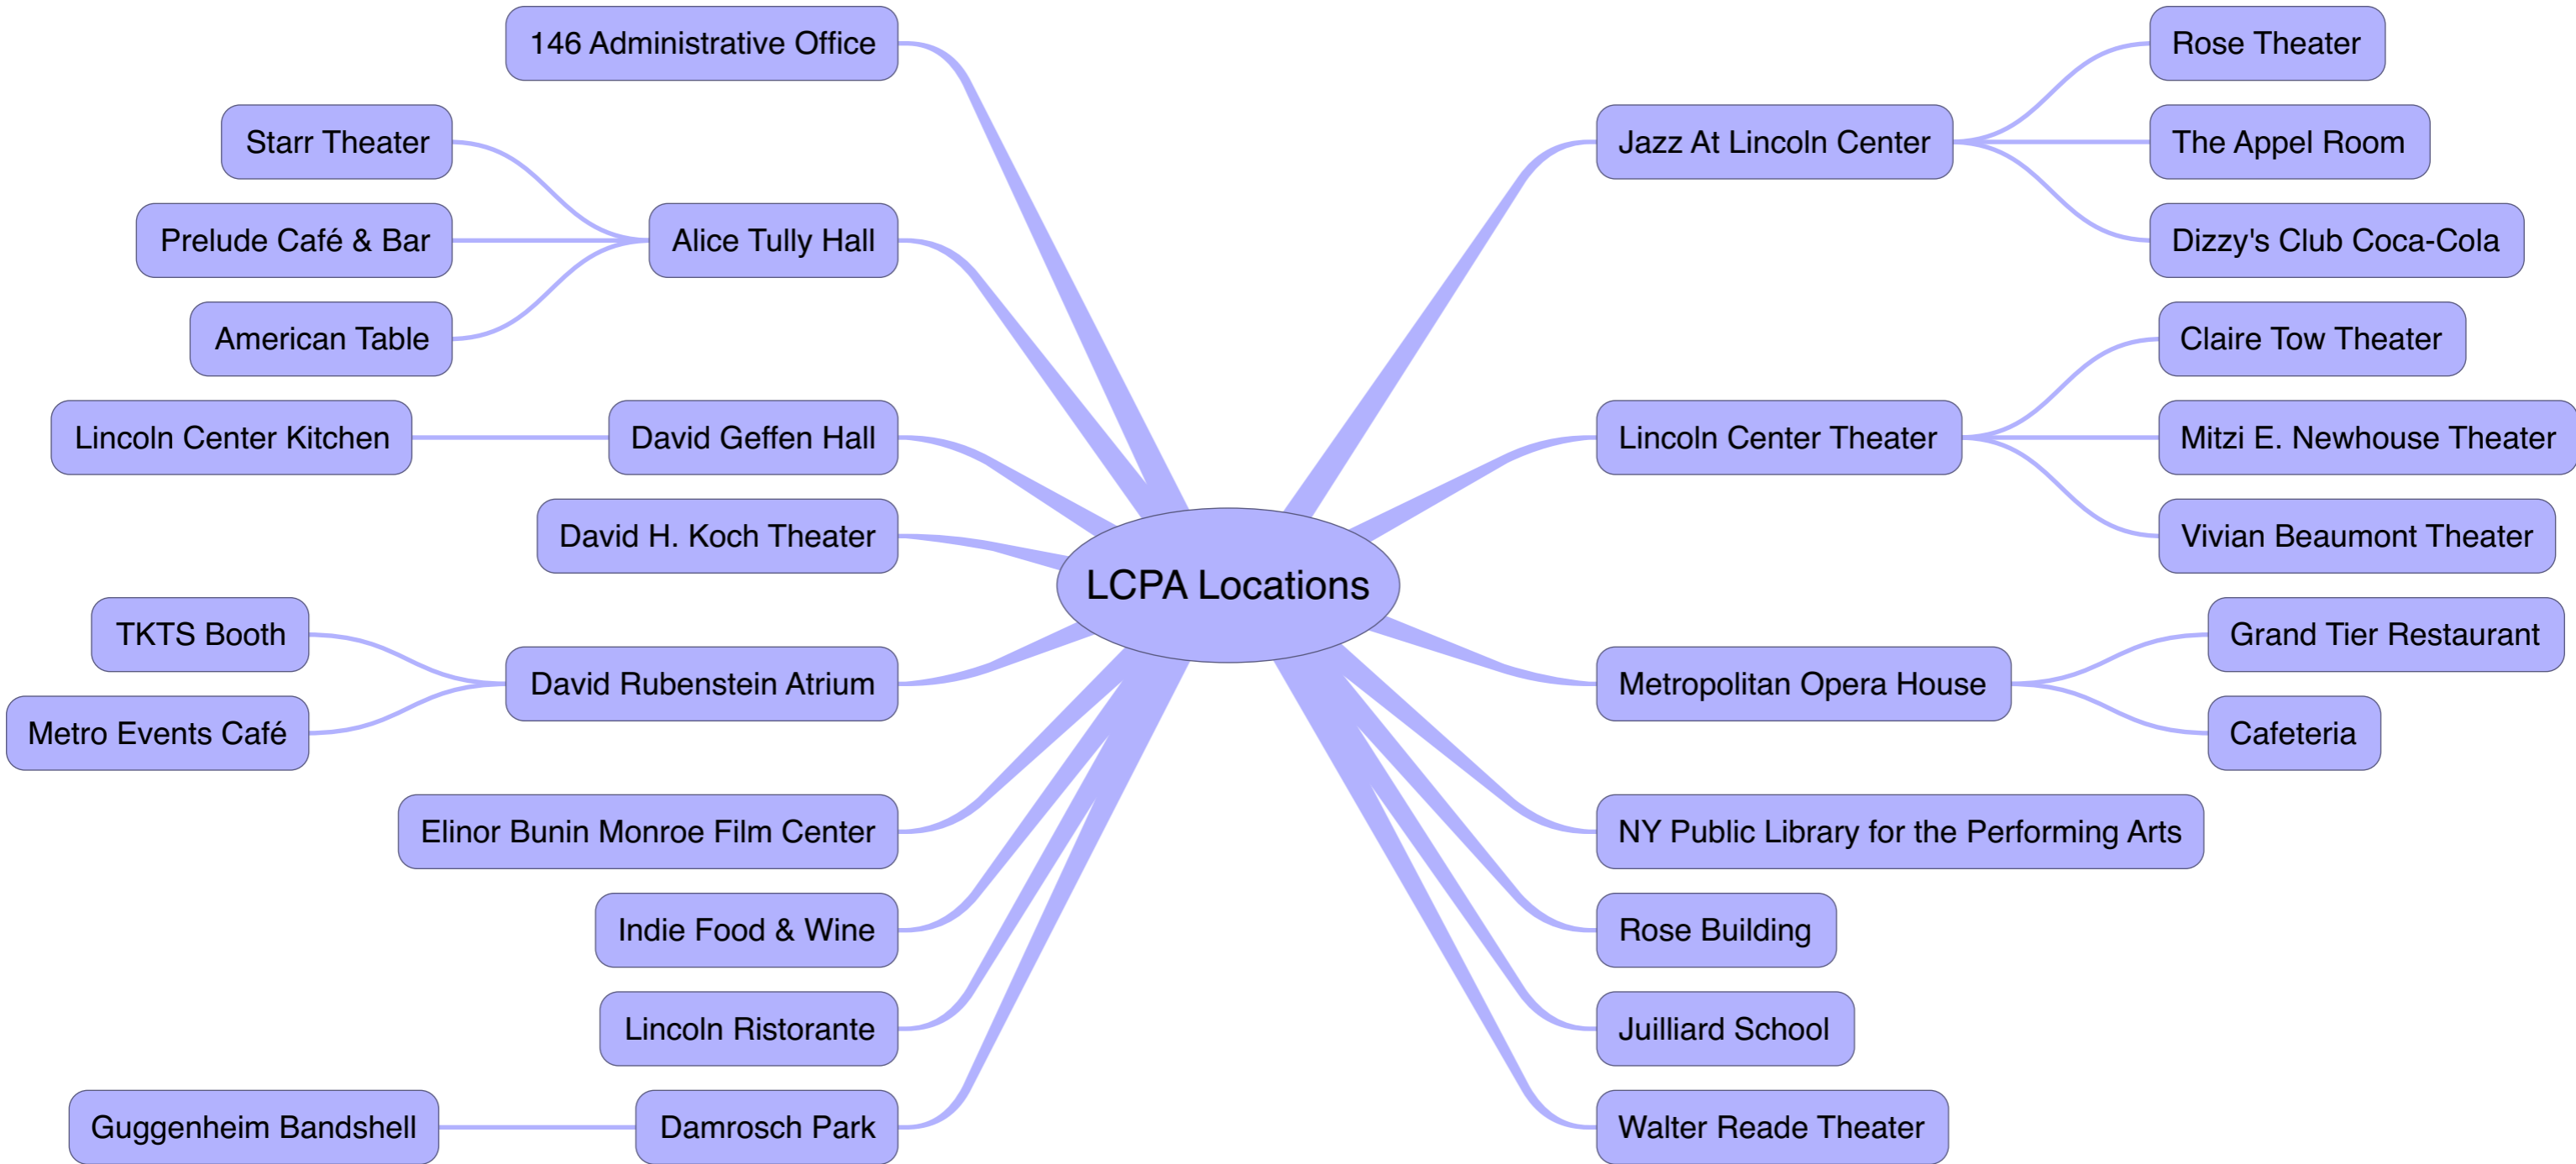 LCPA Locations
146 Administrative Office
Alice Tully Hall
Starr Theater
Prelude Café & Bar
American Table
David Geffen Hall
Lincoln Center Kitchen
David H. Koch Theater
David Rubenstein Atrium
TKTS Booth
Metro Events Café
Elinor Bunin Monroe Film Center
Indie Food & Wine
Lincoln Ristorante
Damrosch Park
Guggenheim Bandshell
Jazz At Lincoln Center
Rose Theater
The Appel Room
Dizzy's Club Coca-Cola
Lincoln Center Theater
Claire Tow Theater
Mitzi E. Newhouse Theater
Vivian Beaumont Theater
Metropolitan Opera House
Grand Tier Restaurant
Cafeteria
NY Public Library for the Performing Arts
Rose Building
Juilliard School
Walter Reade Theater